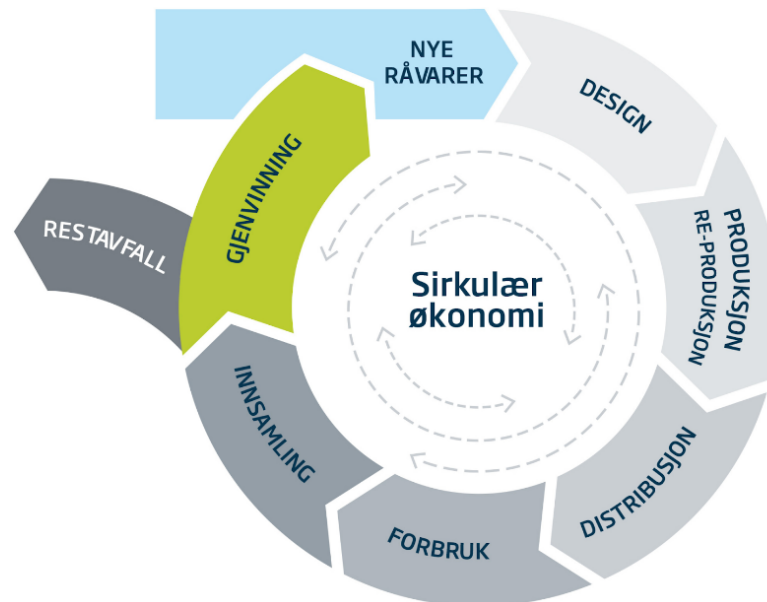 NYE
RÅVARER
DESIGN
PRODUKSJON
RE-PRODUKSJON
DISTRIBUSJON
FORBRUK
INNSAMLING
GJENVINNING
RESTAVFALL
Sirkulær
økonomi